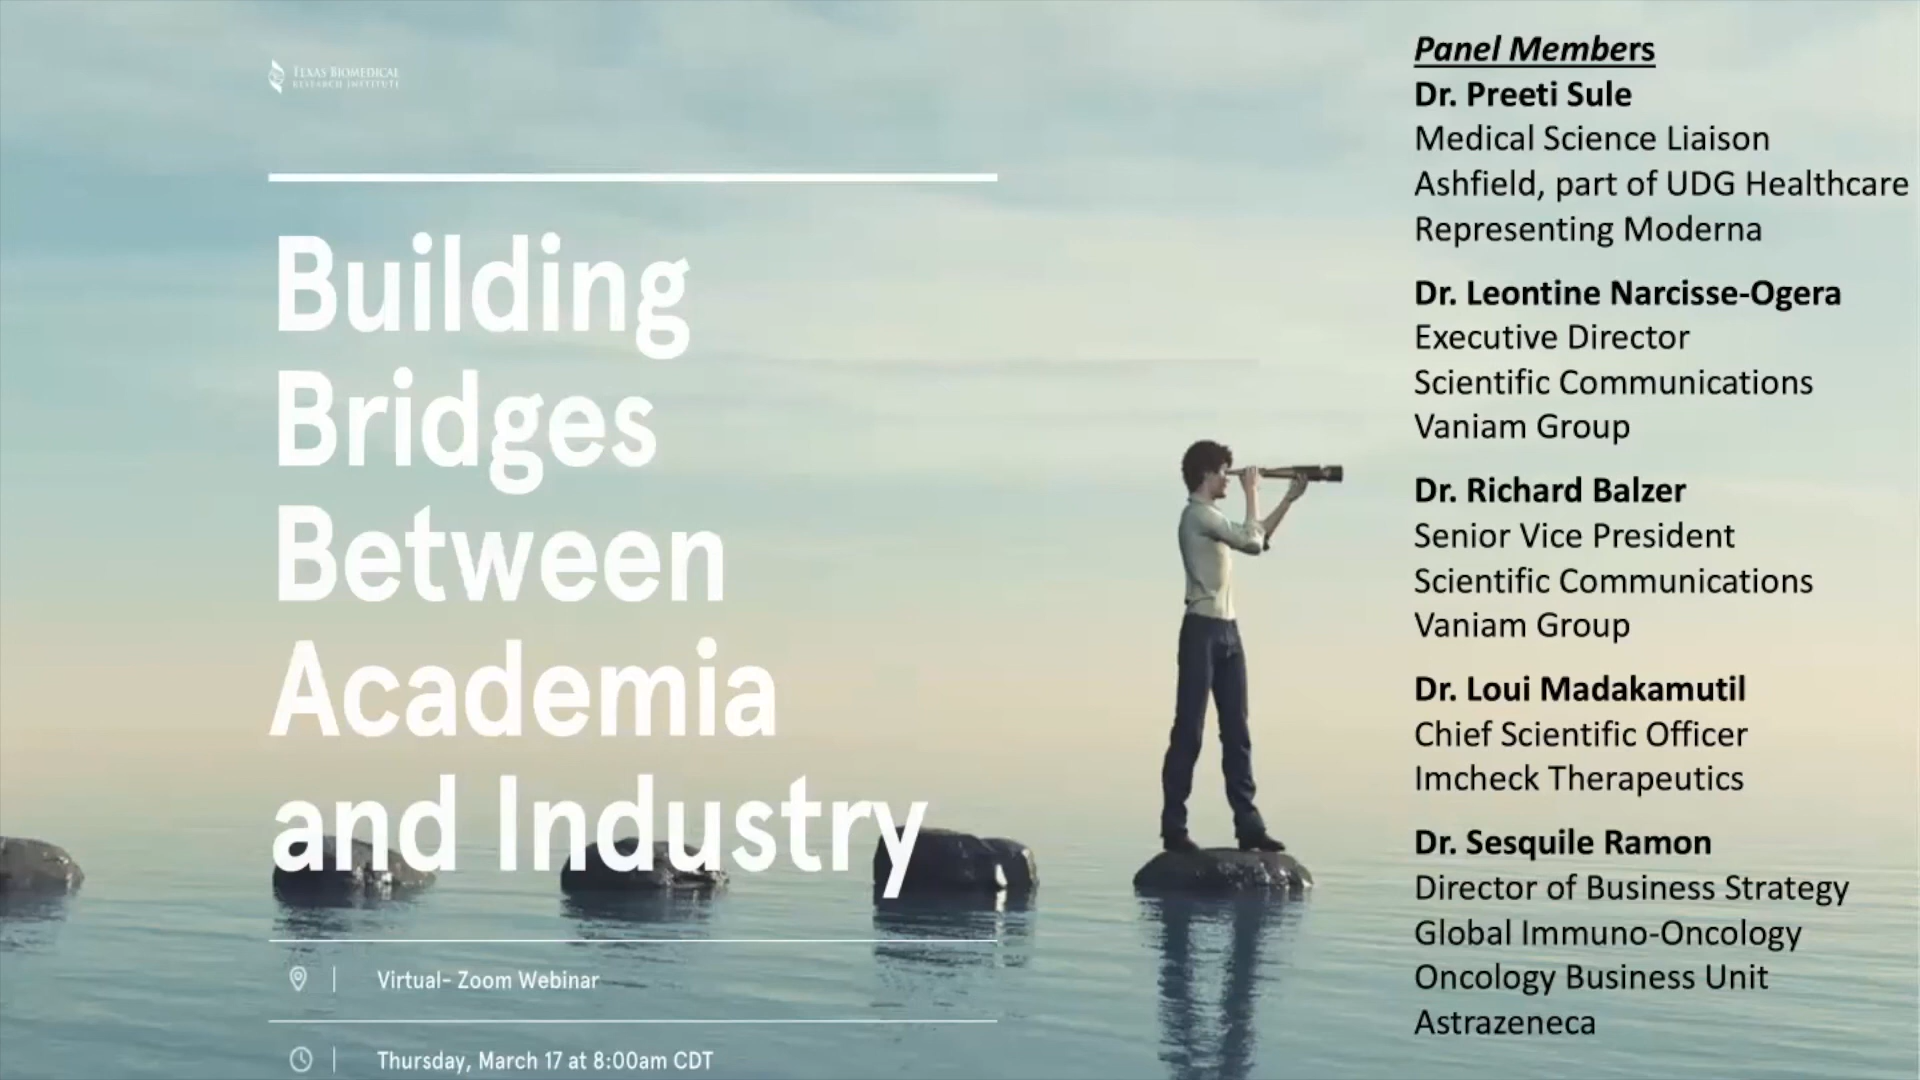 TEXAS BIOMEDICAL
RESEARCH INSTITUTE
Building
Bridges
Between
Academia
and Industry
Virtual- Zoom Webinar
Thursday, March 17 at 8:00am CDT
Panel Members
Dr. Preeti Sule
Medical Science Liaison
Ashfield, part of UDG Healthcare
Representing Moderna
Dr. Leontine Narcisse-Ogera
Executive Director
Scientific Communications
Vaniam Group
Dr. Richard Balzer
Senior Vice President
Scientific Communications
Vaniam Group
Dr. Loui Madakamutil
Chief Scientific Officer
Imcheck Therapeutics
Dr. Sesquile Ramon
Director of Business Strategy
Global Immuno-Oncology
Oncology Business Unit
Astrazeneca